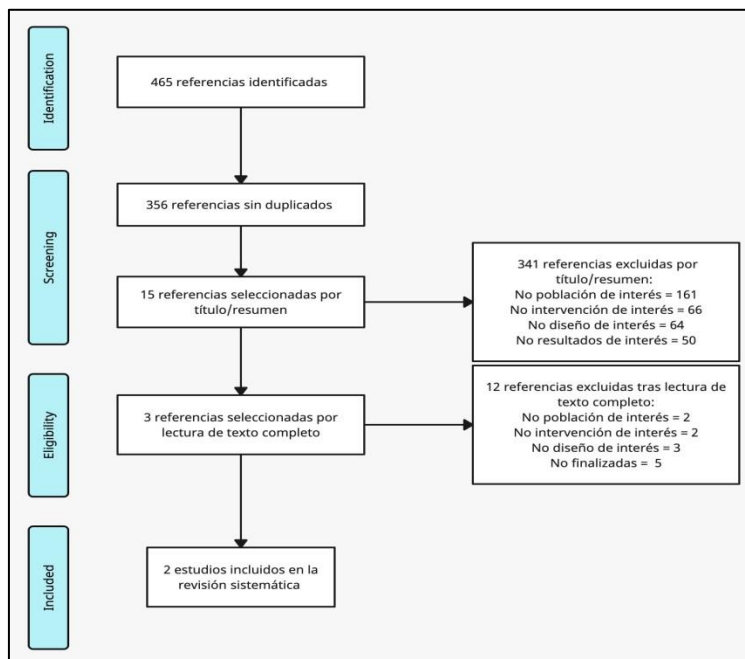 Identification
465 referencias identificadas
Screening
356 referencias sin duplicados
15 referencias seleccionadas por
título/resumen
341 referencias excluidas por
título/resumen:
No población de interés = 161
No intervención de interés = 66
No diseño de interés = 64
No resultados de interés = 50
Eligibility
3 referencias seleccionadas por
lectura de texto completo
12 referencias excluidas tras lectura de
texto completo:
No población de interés = 2
No intervención de interés = 2
No diseño de interés = 3
No finalizadas = 5
Included
2 estudios incluidos en la
revisión sistemática